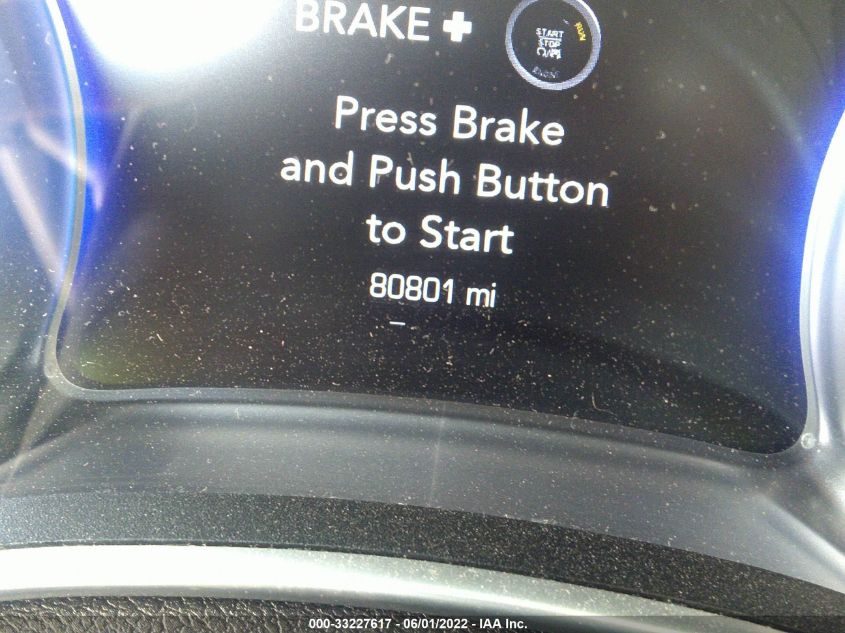 BRAKE +
START
STOP
RUN
ENGINE
Press Brake
and Push Button
to Start
80801 mi
000-33227617 - 06/01/2022 - IAA Inc.